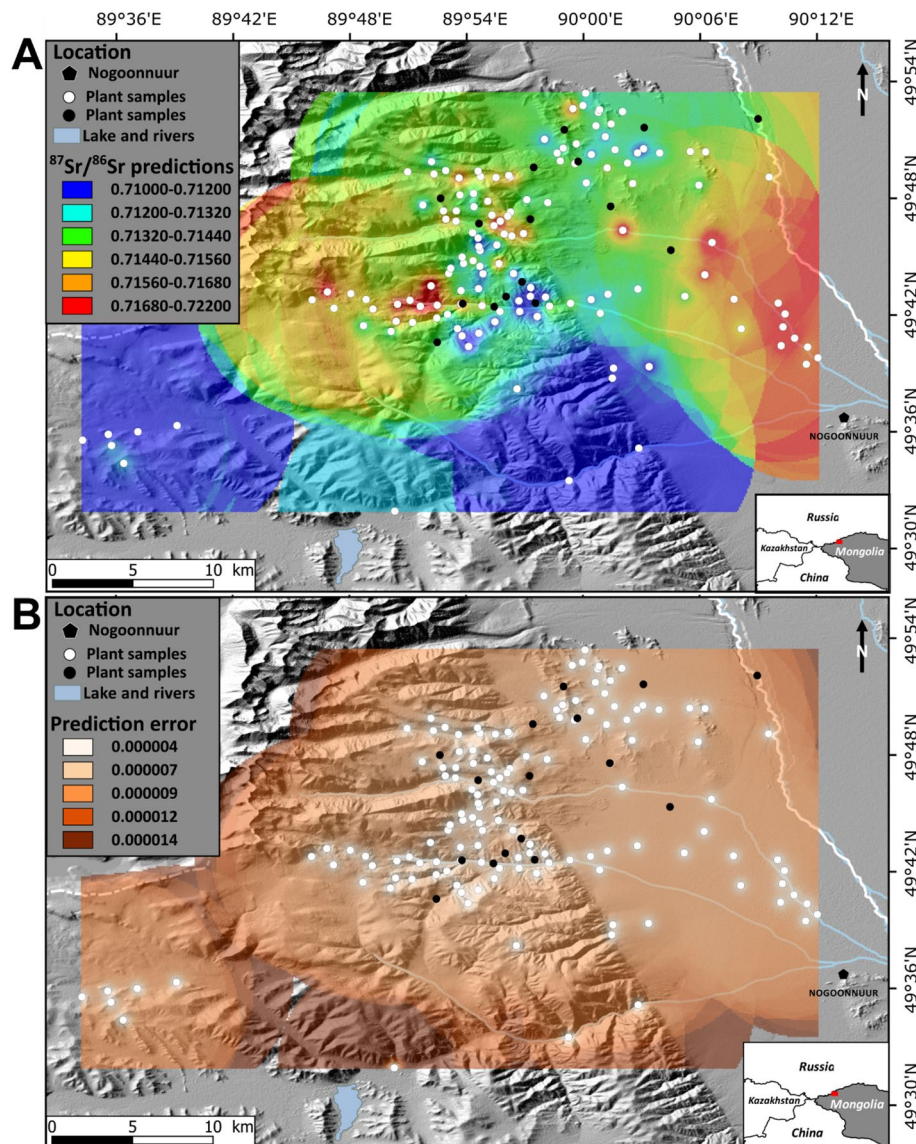 89°36'E 89°42'E 89°48'E 89°54'E 90°00'E 90°06'E 90°12'E
A
Location
Nogoonnuur
Plant samples
Plant samples
Lake and rivers
⁸⁷Sr/⁸⁶Sr predictions
0.71000-0.71200
0.71200-0.71320
0.71320-0.71440
0.71440-0.71560
0.71560-0.71680
0.71680-0.72200
N
49°54'N
49°48'N
49°42'N
49°36'N
49°30'N
NOGOONNUUR
0 5 10 km
Russia
Kazakhstan
Mongolia
China
B
Location
Nogoonnuur
Plant samples
Plant samples
Lake and rivers
Prediction error
0.000004
0.000007
0.000009
0.000012
0.000014
N
49°54'N
49°48'N
49°42'N
49°36'N
49°30'N
NOGOONNUUR
0 5 10 km
Russia
Kazakhstan
Mongolia
China